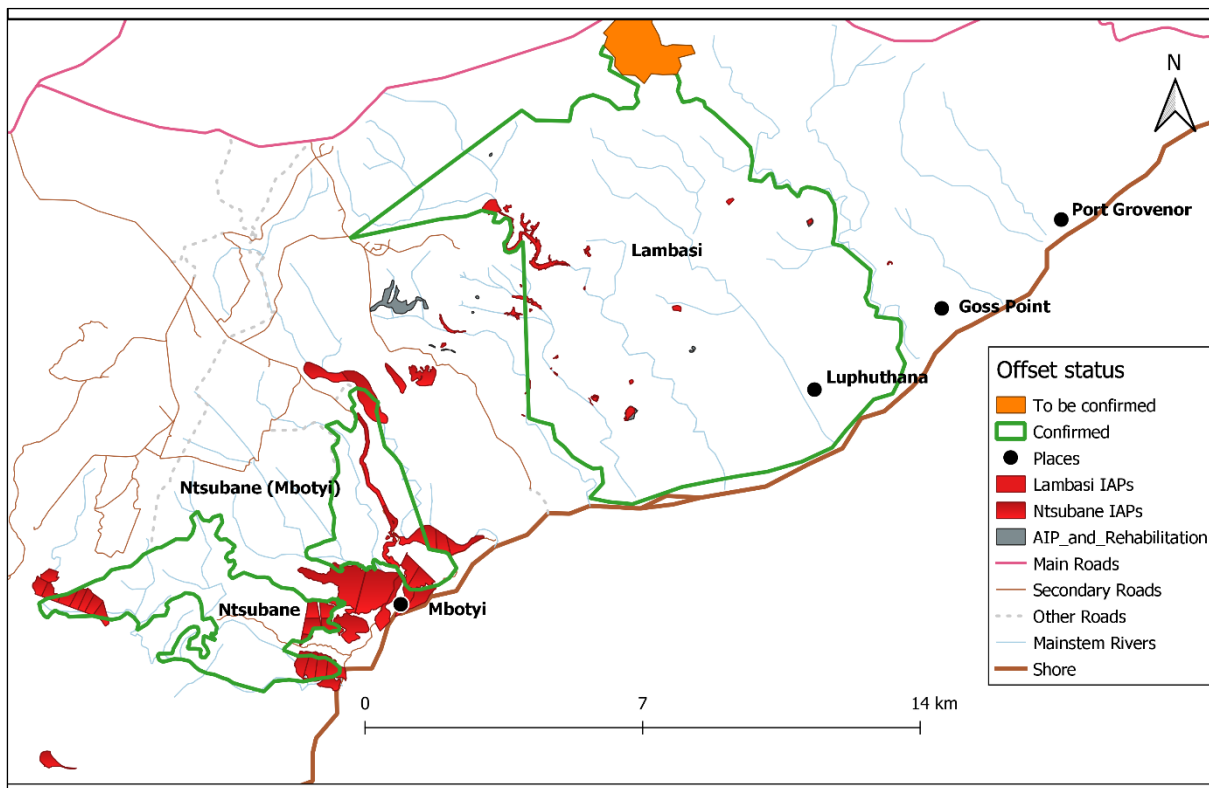 N
Port Grovenor
Lambasi
Goss Point
Luphuthana
Ntsubane (Mbotyi)
Ntsubane
Mbotyi
Offset status
To be confirmed
Confirmed
Places
Lambasi IAPs
Ntsubane IAPs
AIP_and_Rehabilitation
Main Roads
Secondary Roads
Other Roads
Mainstem Rivers
Shore
0
7
14 km